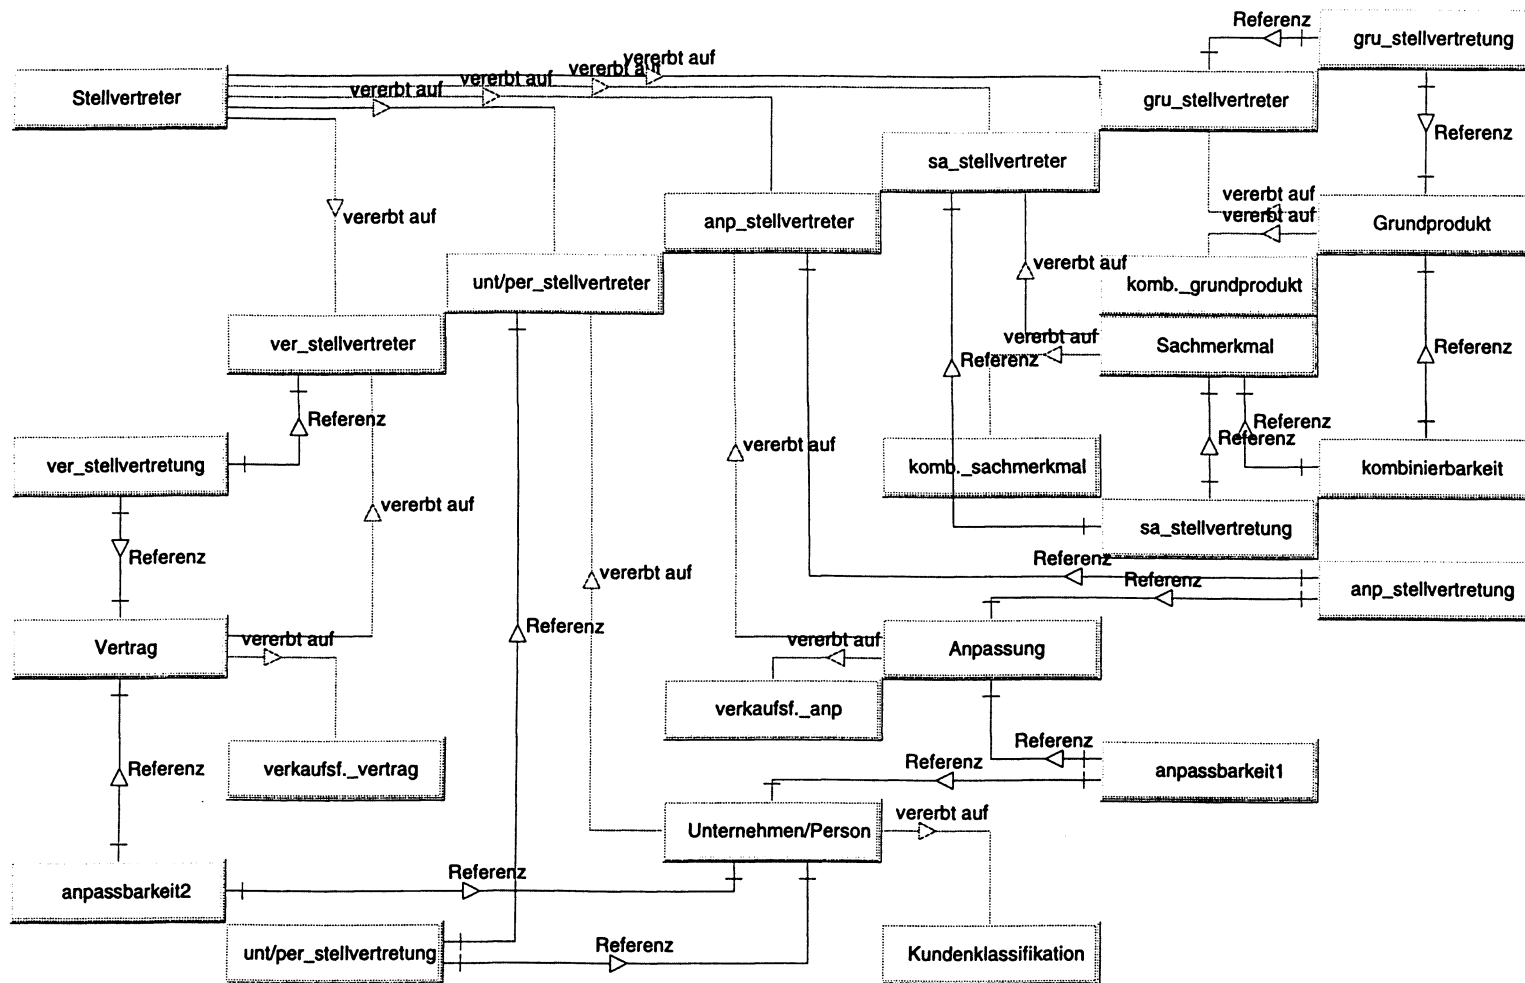 Referenz
gru_stellvertretung
vererbt auf
vererbt auf
vererbt auf
vererbt auf
Stellvertreter
gru_stellvertreter
Referenz
sa_stellvertreter
vererbt auf
vererbt auf
vererbt auf
anp_stellvertreter
Grundprodukt
vererbt auf
unt/per_stellvertreter
komb._grundprodukt
ver_stellvertreter
vererbt auf
Sachmerkmal
Referenz
Referenz
Referenz
Referenz
Referenz
vererbt auf
ver_stellvertretung
komb._sachmerkmal
kombinierbarkeit
vererbt auf
sa_stellvertretung
Referenz
Referenz
vererbt auf
Referenz
anp_stellvertretung
Referenz
vererbt auf
vererbt auf
Vertrag
Anpassung
verkaufsf._anp
Referenz
Referenz
verkaufsf._vertrag
Referenz
anpassbarkeit1
vererbt auf
Unternehmen/Person
Referenz
anpassbarkeit2
Referenz
unt/per_stellvertretung
Kundenklassifikation